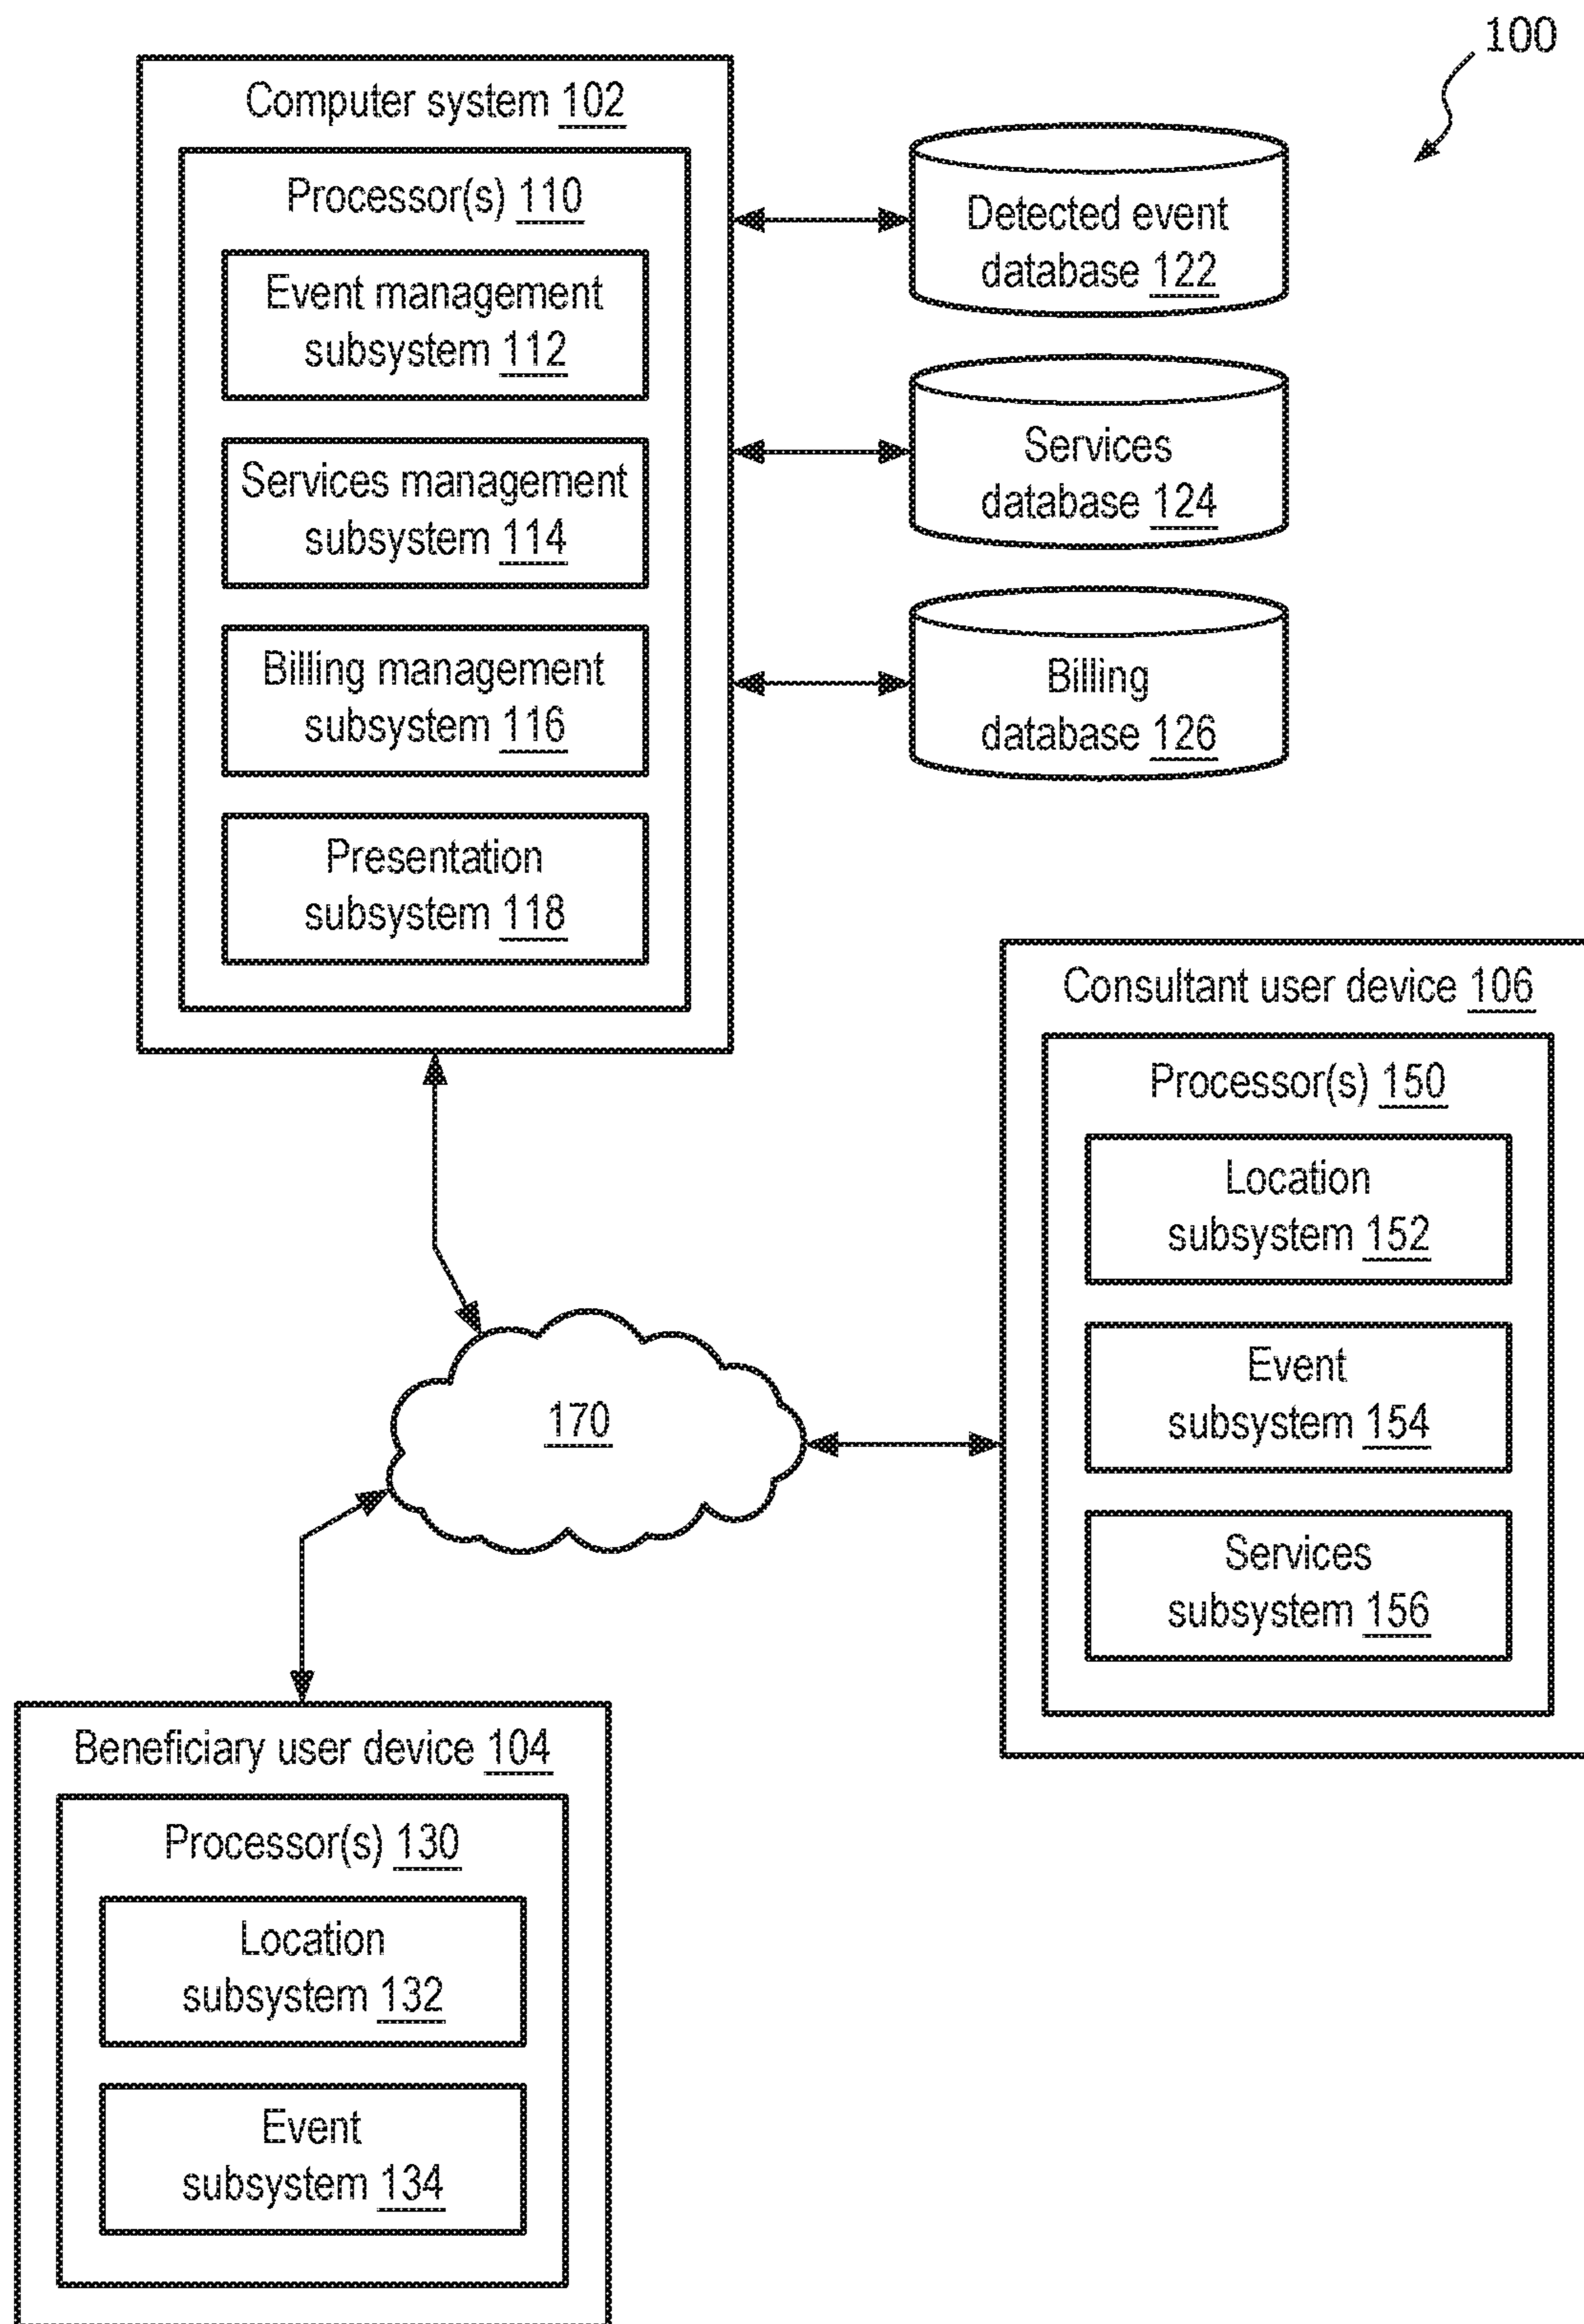 100
Computer system 102
Processor(s) 110
Event management
subsystem 112
Services management
subsystem 114
Billing management
subsystem 116
Presentation
subsystem 118
Detected event
database 122
Services
database 124
Billing
database 126
Consultant user device 106
Processor(s) 150
Location
subsystem 152
Event
subsystem 154
Services
subsystem 156
170
Beneficiary user device 104
Processor(s) 130
Location
subsystem 132
Event
subsystem 134